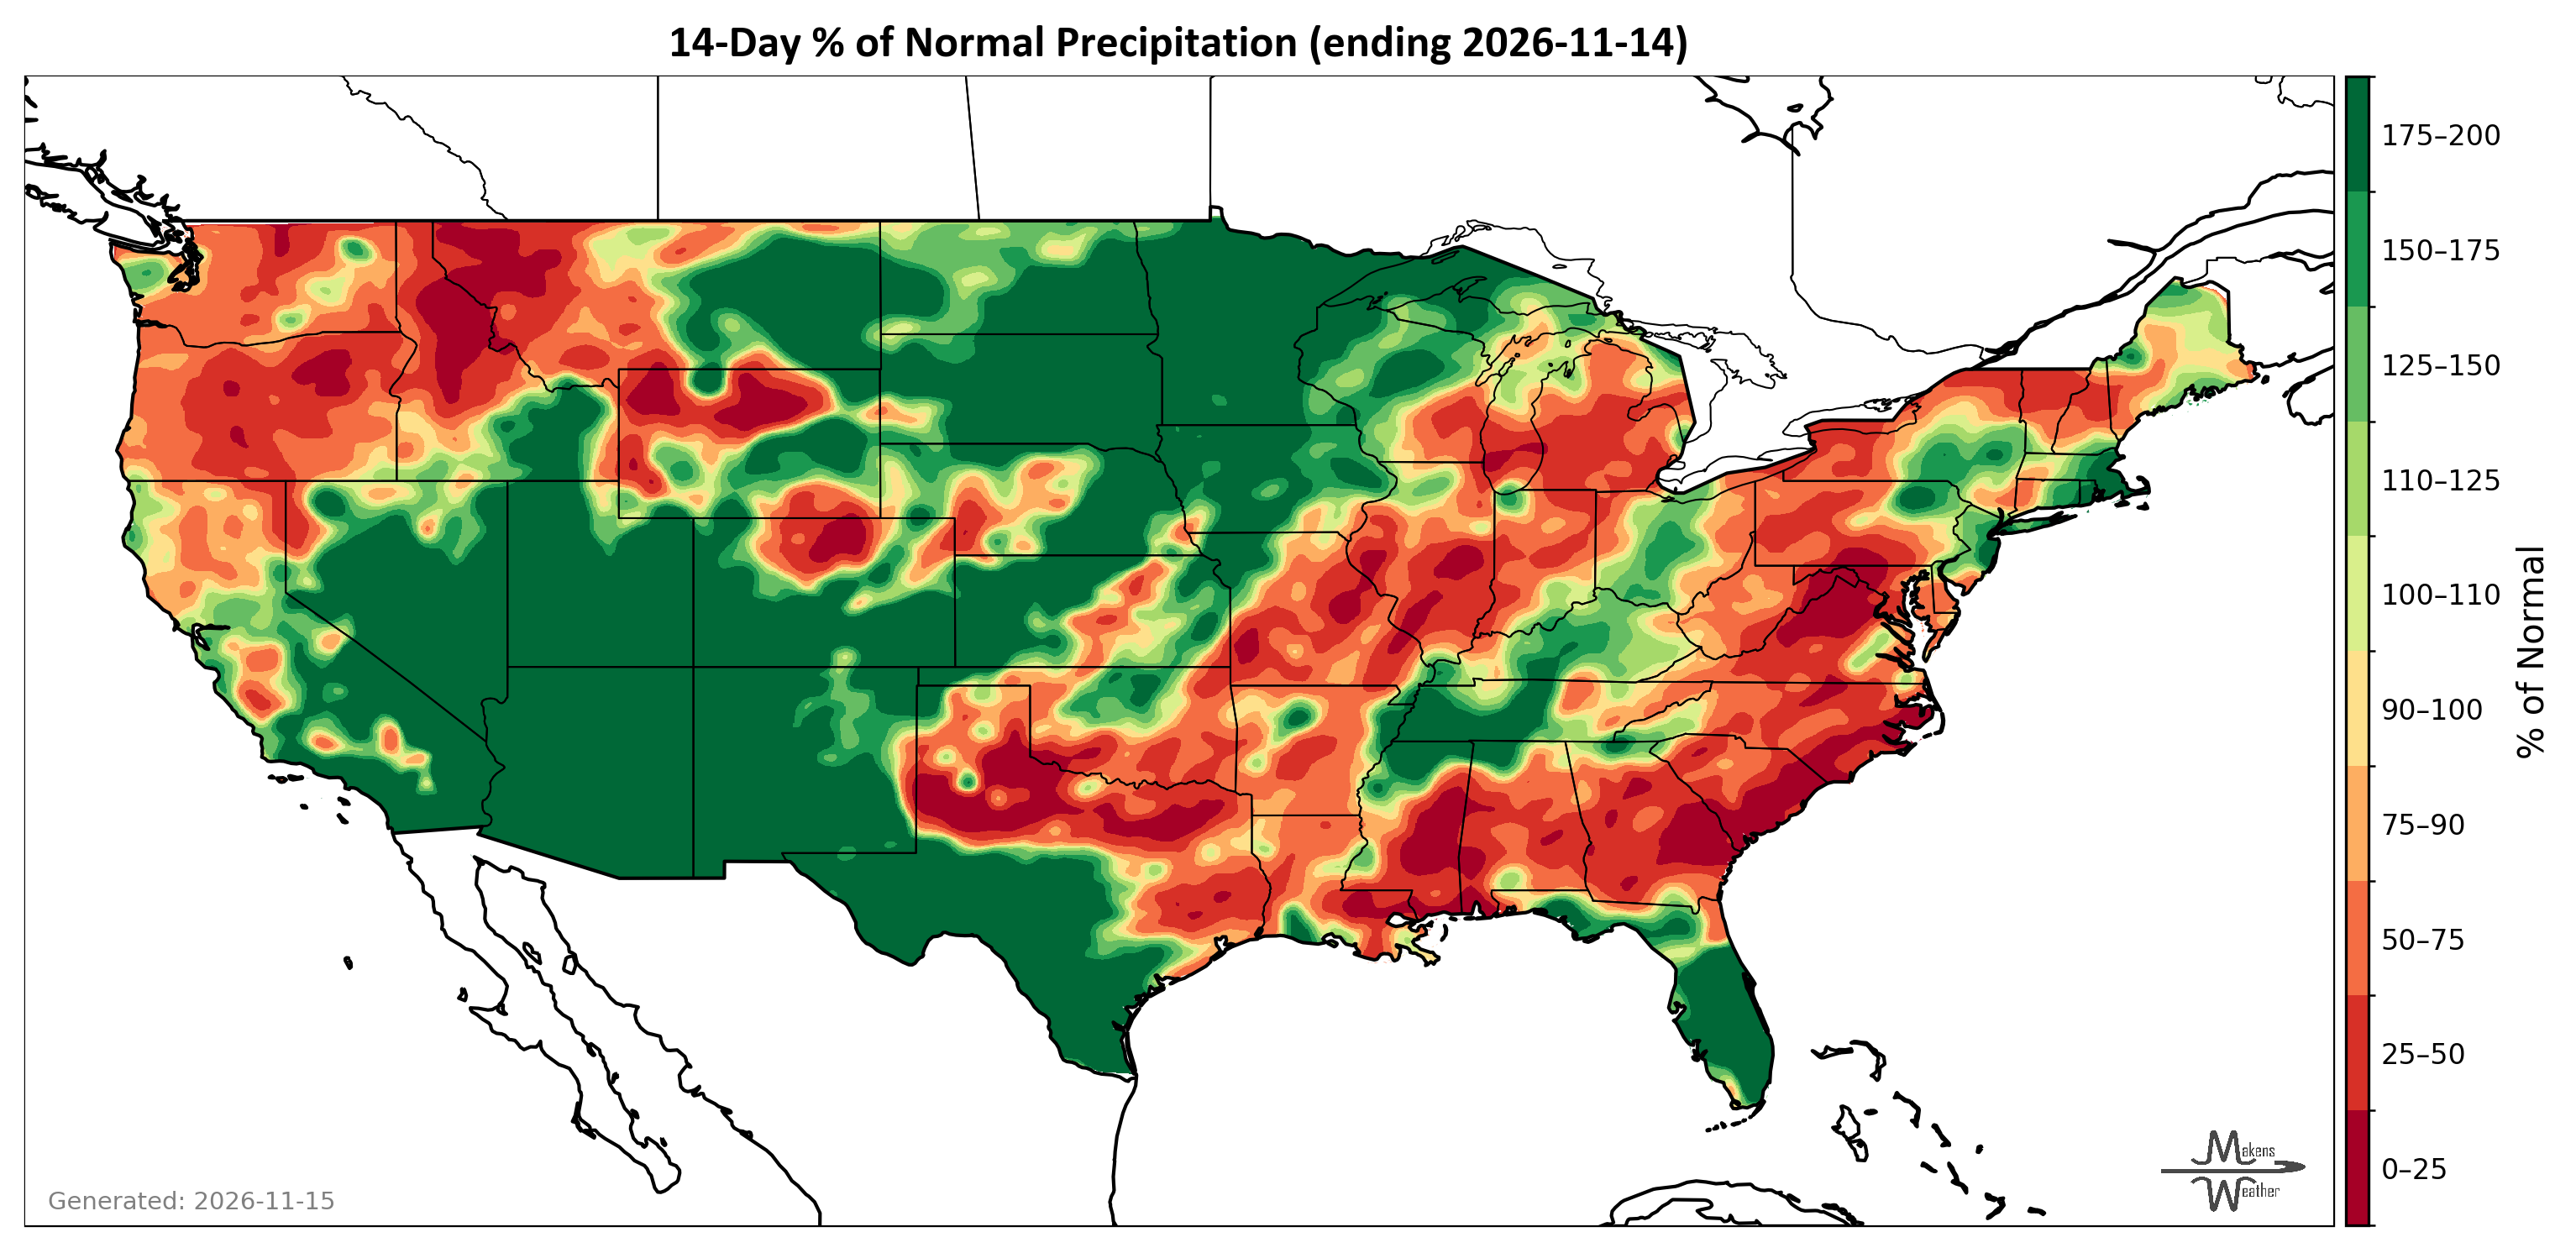 14-Day % of Normal Precipitation (ending 2026-11-14)
175–200
150–175
125–150
110–125
100–110
90–100
75–90
50–75
25–50
0–25
% of Normal
Makens
Weather
Generated: 2026-11-15